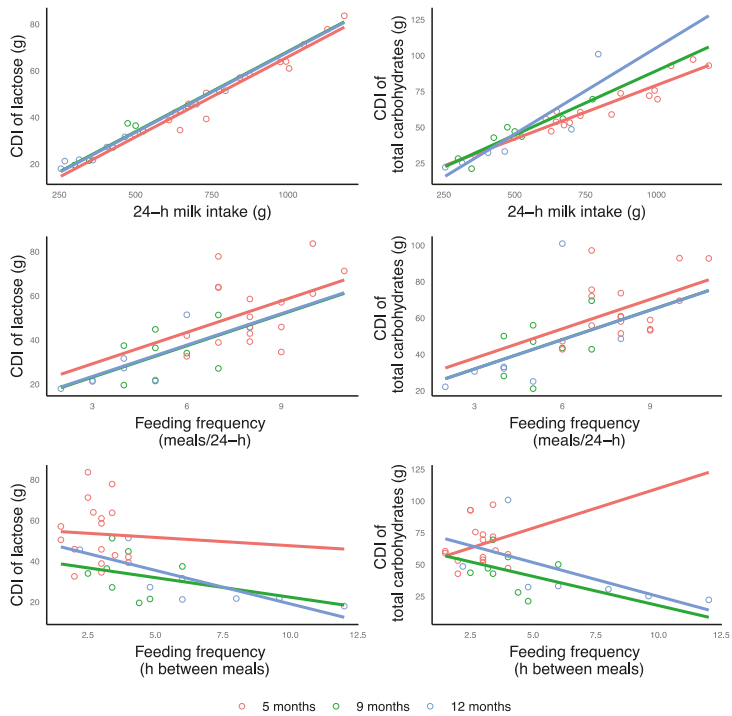 CDI of lactose (g)
80
60
40
20
250
500
750
1000
24−h milk intake (g)
CDI of
total carbohydrates (g)
125
100
75
50
25
250
500
750
1000
24−h milk intake (g)
CDI of lactose (g)
80
60
40
20
3
6
9
Feeding frequency
(meals/24−h)
CDI of
total carbohydrates (g)
100
80
60
40
20
3
6
9
Feeding frequency
(meals/24−h)
CDI of lactose (g)
80
60
40
20
2.5
5.0
7.5
10.0
12.5
Feeding frequency
(h between meals)
CDI of
total carbohydrates (g)
125
100
75
50
25
0
2.5
5.0
7.5
10.0
12.5
Feeding frequency
(h between meals)
5 months 9 months 12 months